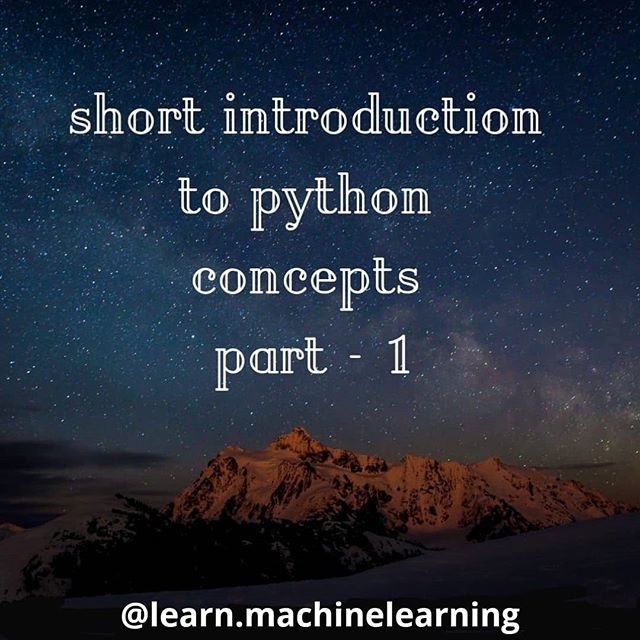 short introduction
to python
concepts
part - 1
@learn.machinelearning